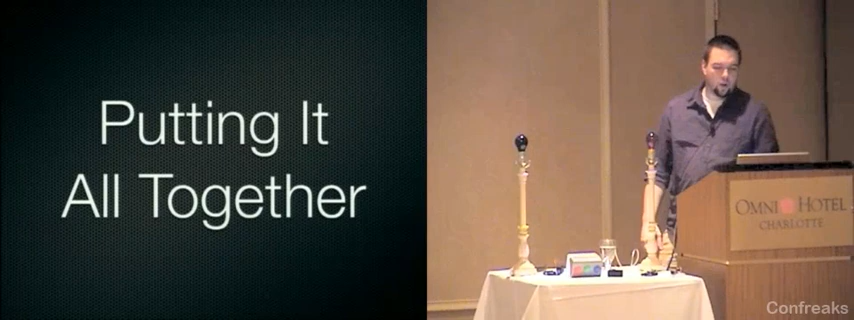 Putting It
All Together
OMNI HOTEL
CHARLOTTE
Confreaks